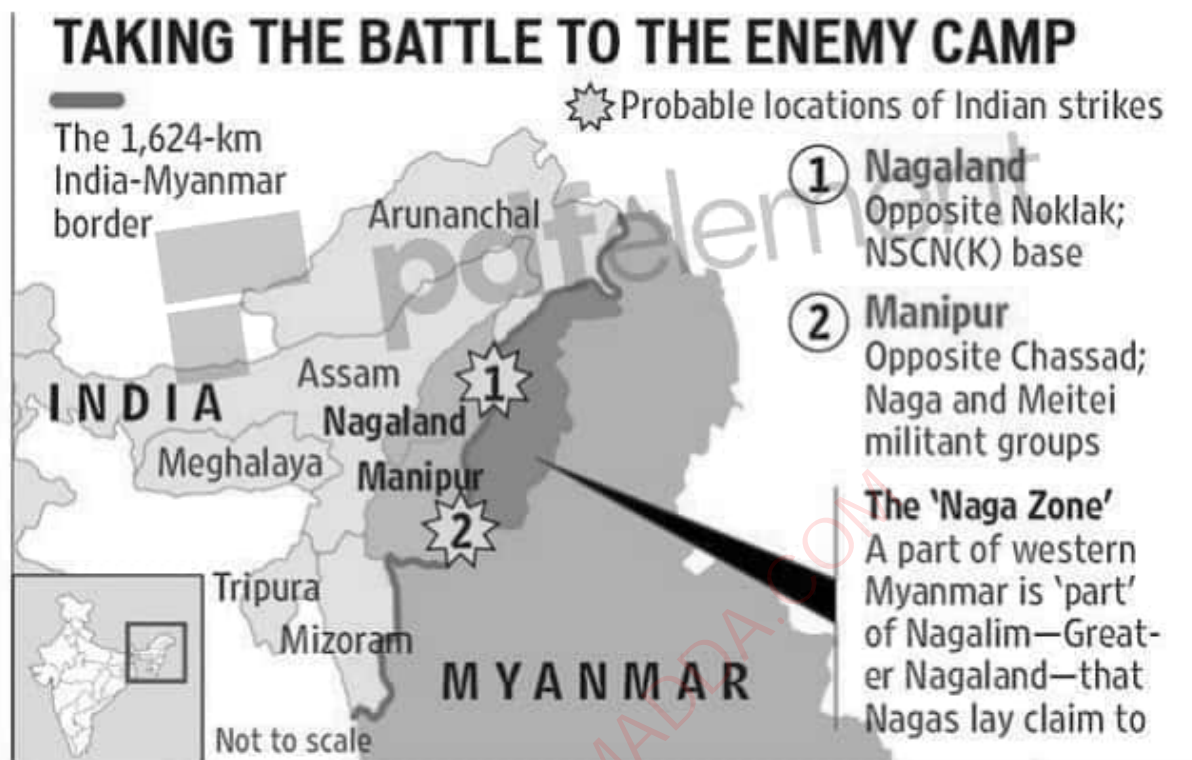 TAKING THE BATTLE TO THE ENEMY CAMP
The 1,624-km
India-Myanmar
border
Probable locations of Indian strikes
1 Nagaland
Opposite Noklak;
NSCN(K) base
2 Manipur
Opposite Chassad;
Naga and Meitei
militant groups
The ‘Naga Zone’
A part of western
Myanmar is ‘part’
of Nagalim—Great-
er Nagaland—that
Nagas lay claim to
Arunanchal
Assam
INDIA
1
Nagaland
Meghalaya
Manipur
2
Tripura
Mizoram
MYANMAR
Not to scale
pdfelement
MADDA.COM